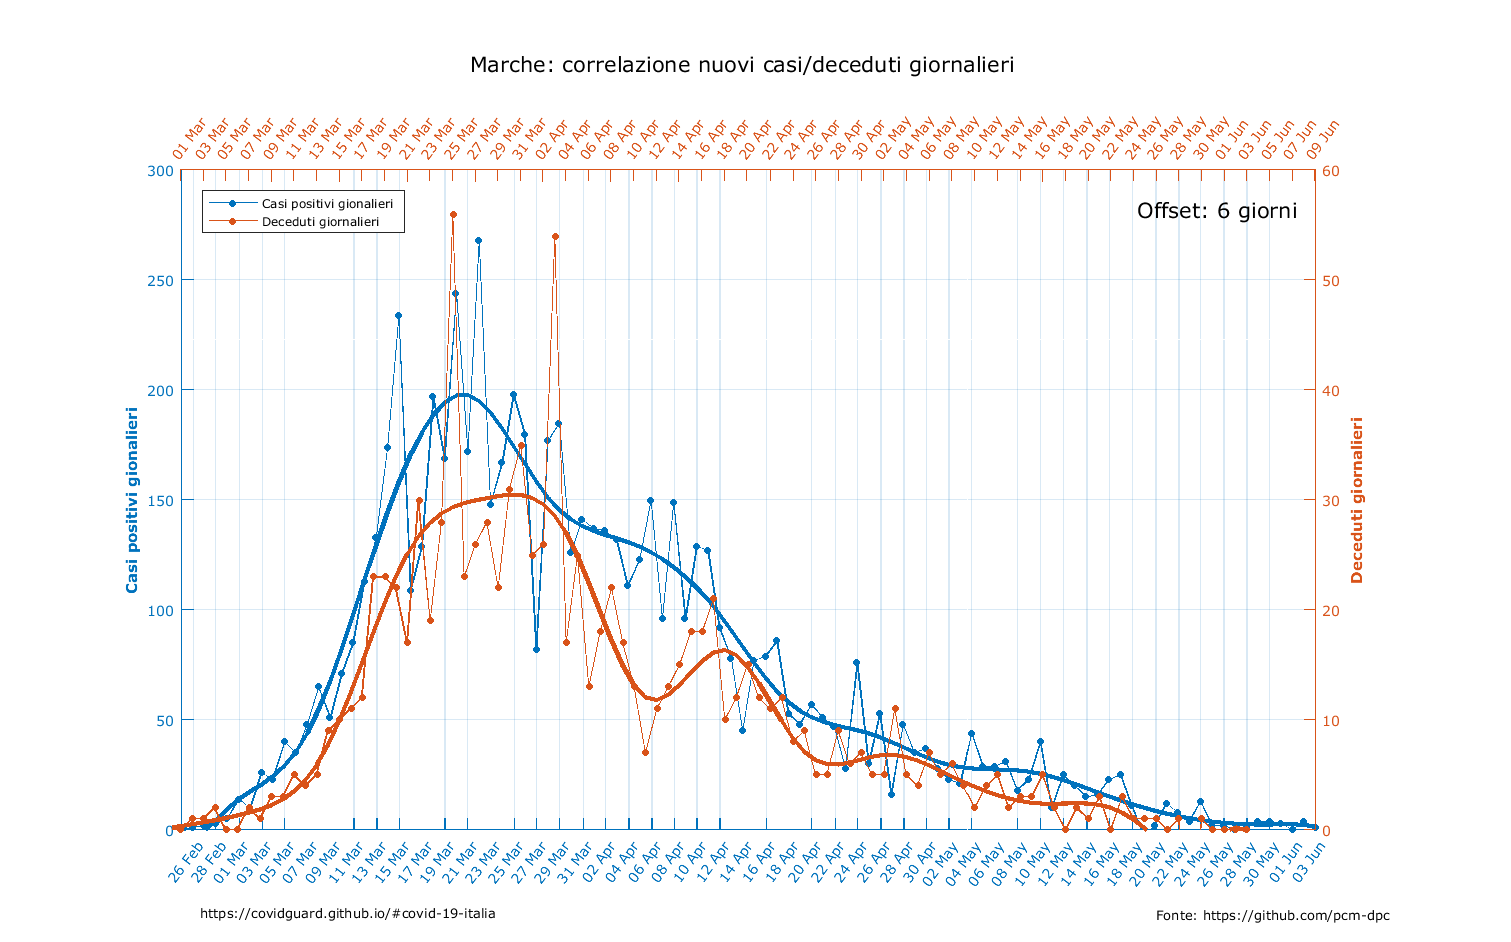 Marche: correlazione nuovi casi/deceduti giornalieri
01 Mar 03 Mar 05 Mar 07 Mar 09 Mar 11 Mar 13 Mar 15 Mar 17 Mar 19 Mar 21 Mar 23 Mar 25 Mar 27 Mar 29 Mar 31 Mar 02 Apr 04 Apr 06 Apr 08 Apr 10 Apr 12 Apr 14 Apr 16 Apr 18 Apr 20 Apr 22 Apr 24 Apr 26 Apr 28 Apr 30 Apr 02 May 04 May 06 May 08 May 10 May 12 May 14 May 16 May 18 May 20 May 22 May 24 May 26 May 28 May 30 May 01 Jun 03 Jun 05 Jun 07 Jun 09 Jun
300
250
200
150
100
50
0
Casi positivi gionalieri
Casi positivi gionalieri
Deceduti giornalieri
Offset: 6 giorni
60
50
40
30
20
10
0
Deceduti giornalieri
26 Feb 28 Feb 01 Mar 03 Mar 05 Mar 07 Mar 09 Mar 11 Mar 13 Mar 15 Mar 17 Mar 19 Mar 21 Mar 23 Mar 25 Mar 27 Mar 29 Mar 31 Mar 02 Apr 04 Apr 06 Apr 08 Apr 10 Apr 12 Apr 14 Apr 16 Apr 18 Apr 20 Apr 22 Apr 24 Apr 26 Apr 28 Apr 30 Apr 02 May 04 May 06 May 08 May 10 May 12 May 14 May 16 May 18 May 20 May 22 May 24 May 26 May 28 May 30 May 01 Jun 03 Jun
https://covidguard.github.io/#covid-19-italia
Fonte: https://github.com/pcm-dpc